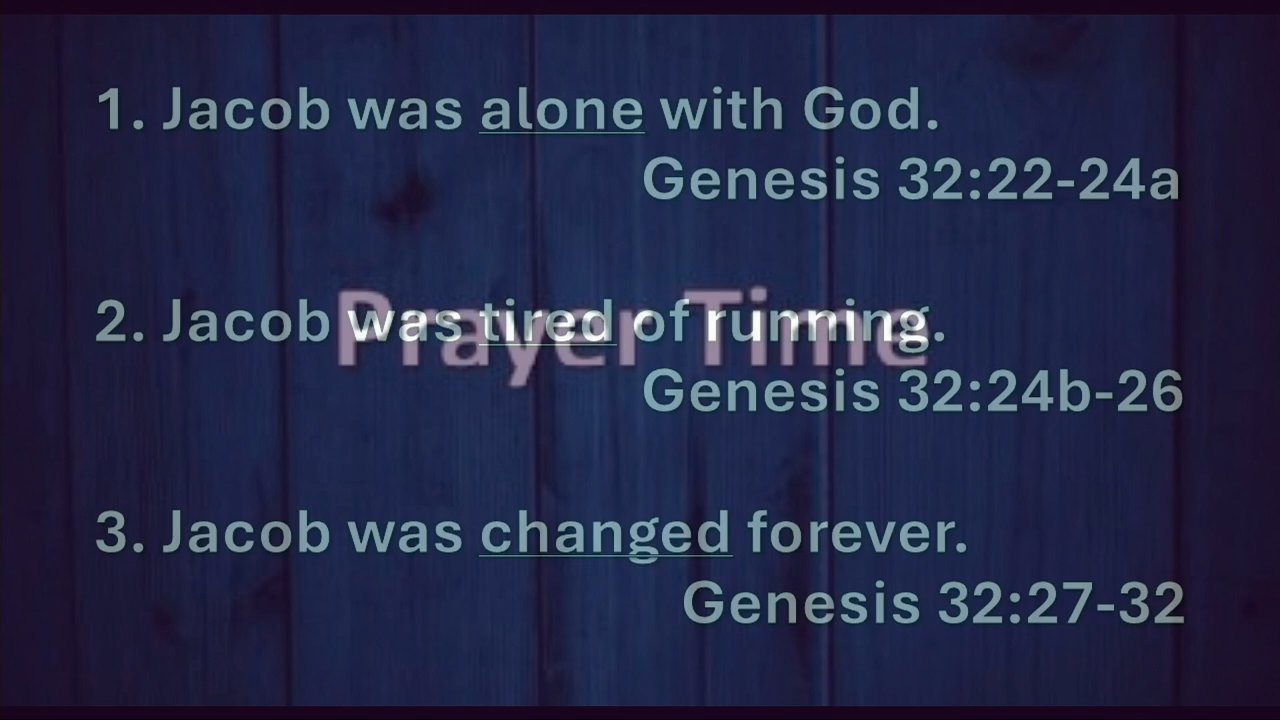 1. Jacob was alone with God.
Genesis 32:22-24a
2. Jacob was tired of running.
Prayer Time
Genesis 32:24b-26
3. Jacob was changed forever.
Genesis 32:27-32